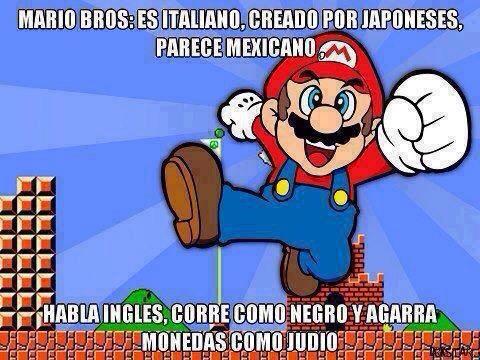 MARIO BROS: ES ITALIANO, CREADO POR JAPONESES,
PARECE MEXICANO ,
M
HABLA INGLES, CORRE COMO NEGRO Y AGARRA
MONEDAS COMO JUDIO